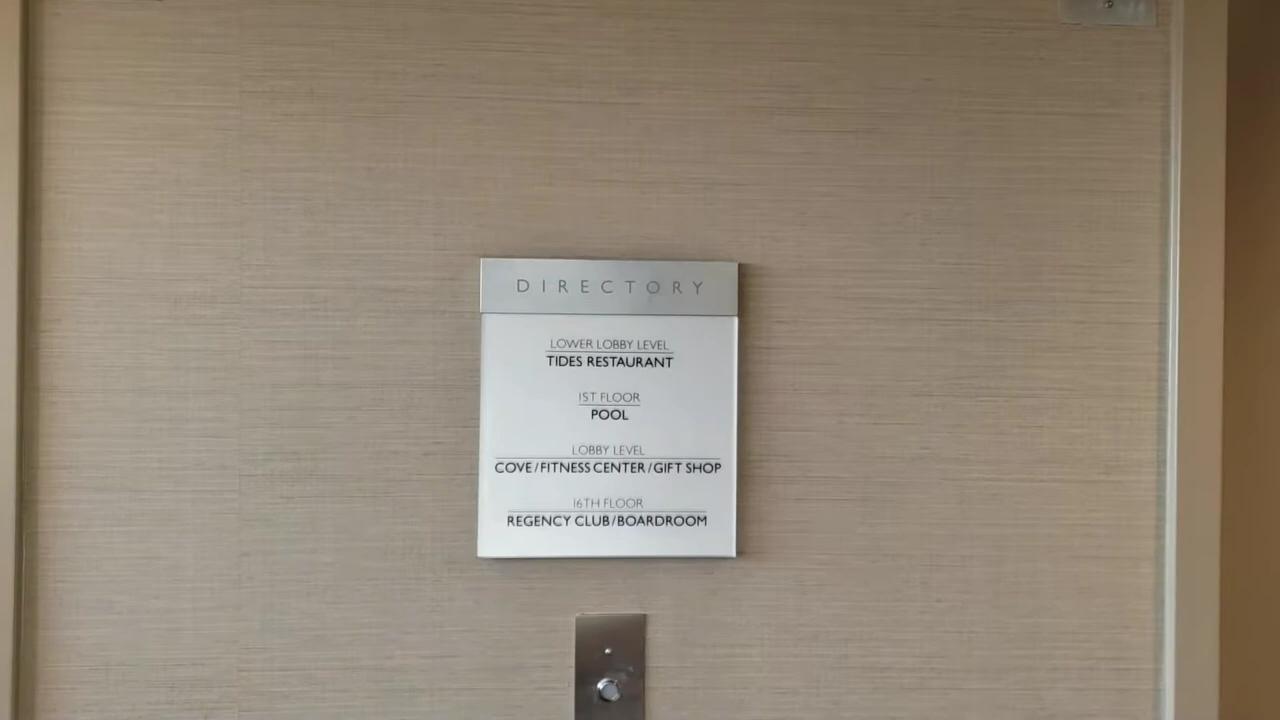 DIRECTORY
LOWER LOBBY LEVEL
TIDES RESTAURANT
1ST FLOOR
POOL
LOBBY LEVEL
COVE/FITNESS CENTER/GIFT SHOP
16TH FLOOR
REGENCY CLUB/BOARDROOM